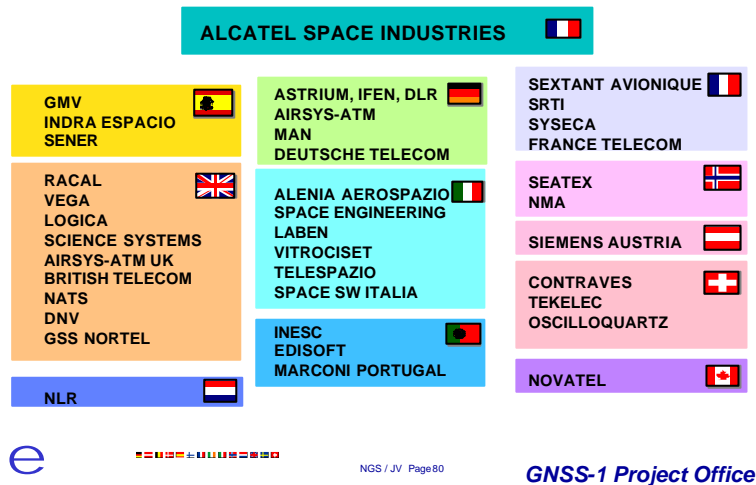 ALCATEL SPACE INDUSTRIES
GMV
INDRA ESPACIO
SENER
RACAL
VEGA
LOGICA
SCIENCE SYSTEMS
AIRSYS-ATM UK
BRITISH TELECOM
NATS
DNV
GSS NORTEL
NLR
ASTRIUM, IFEN, DLR
AIRSYS-ATM
MAN
DEUTSCHE TELECOM
ALENIA AEROSPAZIO
SPACE ENGINEERING
LABEN
VITROCISET
TELESPAZIO
SPACE SW ITALIA
INESC
EDISOFT
MARCONI PORTUGAL
SEXTANT AVIONIQUE
SRTI
SYSECA
FRANCE TELECOM
SEATEX
NMA
SIEMENS AUSTRIA
CONTRAVES
TEKELEC
OSCILLOQUARTZ
NOVATEL
e
NGS / JV Page80
GNSS-1 Project Office